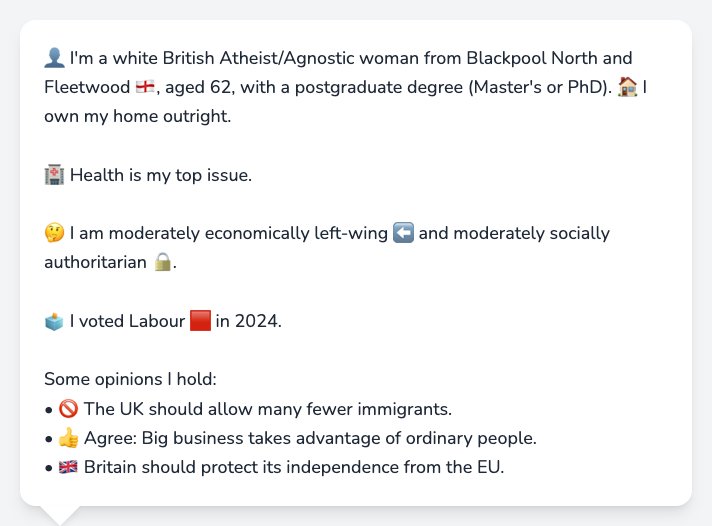 👤 I'm a white British Atheist/Agnostic woman from Blackpool North and
Fleetwood 🏴󠁧󠁢󠁥󠁮󠁧󠁿, aged 62, with a postgraduate degree (Master's or PhD). 🏠 I
own my home outright.
🏥 Health is my top issue.
🤔 I am moderately economically left-wing ⬅️ and moderately socially
authoritarian 🔒.
🗳️ I voted Labour 🟥 in 2024.
Some opinions I hold:
• 🚫 The UK should allow many fewer immigrants.
• 👍 Agree: Big business takes advantage of ordinary people.
• 🇬🇧 Britain should protect its independence from the EU.